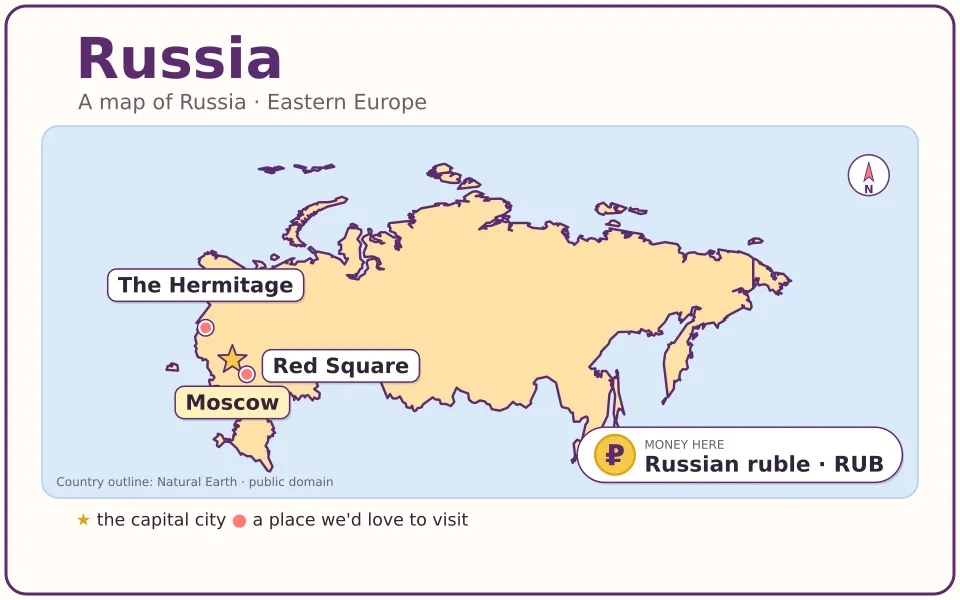 Russia
A map of Russia · Eastern Europe
N
The Hermitage
Red Square
Moscow
MONEY HERE
₽ Russian ruble · RUB
Country outline: Natural Earth · public domain
★ the capital city ● a place we'd love to visit